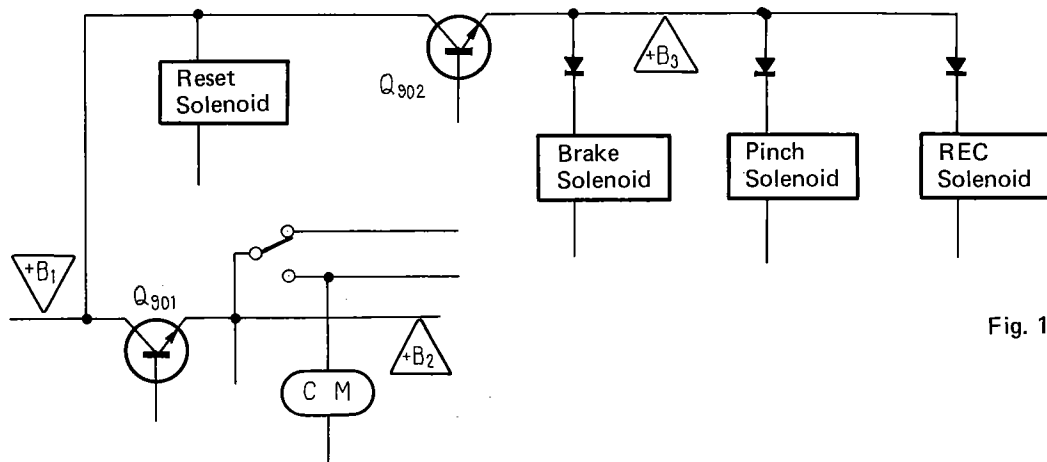 Q902
+B3
Reset
Solenoid
Brake
Solenoid
Pinch
Solenoid
REC
Solenoid
+B1
Q901
+B2
C M
Fig. 1